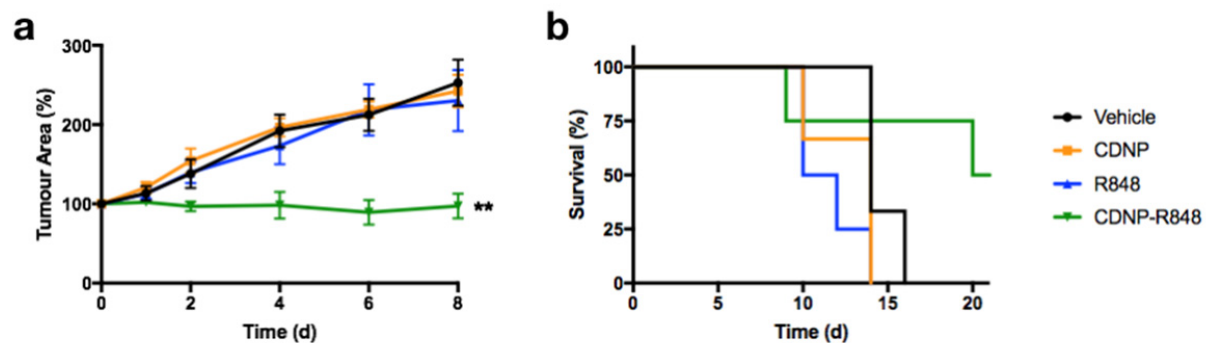 a
300
200
100
0
Tumour Area (%)
0 2 4 6 8
Time (d)
**
b
100
75
50
25
0
Survival (%)
0 5 10 15 20
Time (d)
Vehicle
CDNP
R848
CDNP-R848